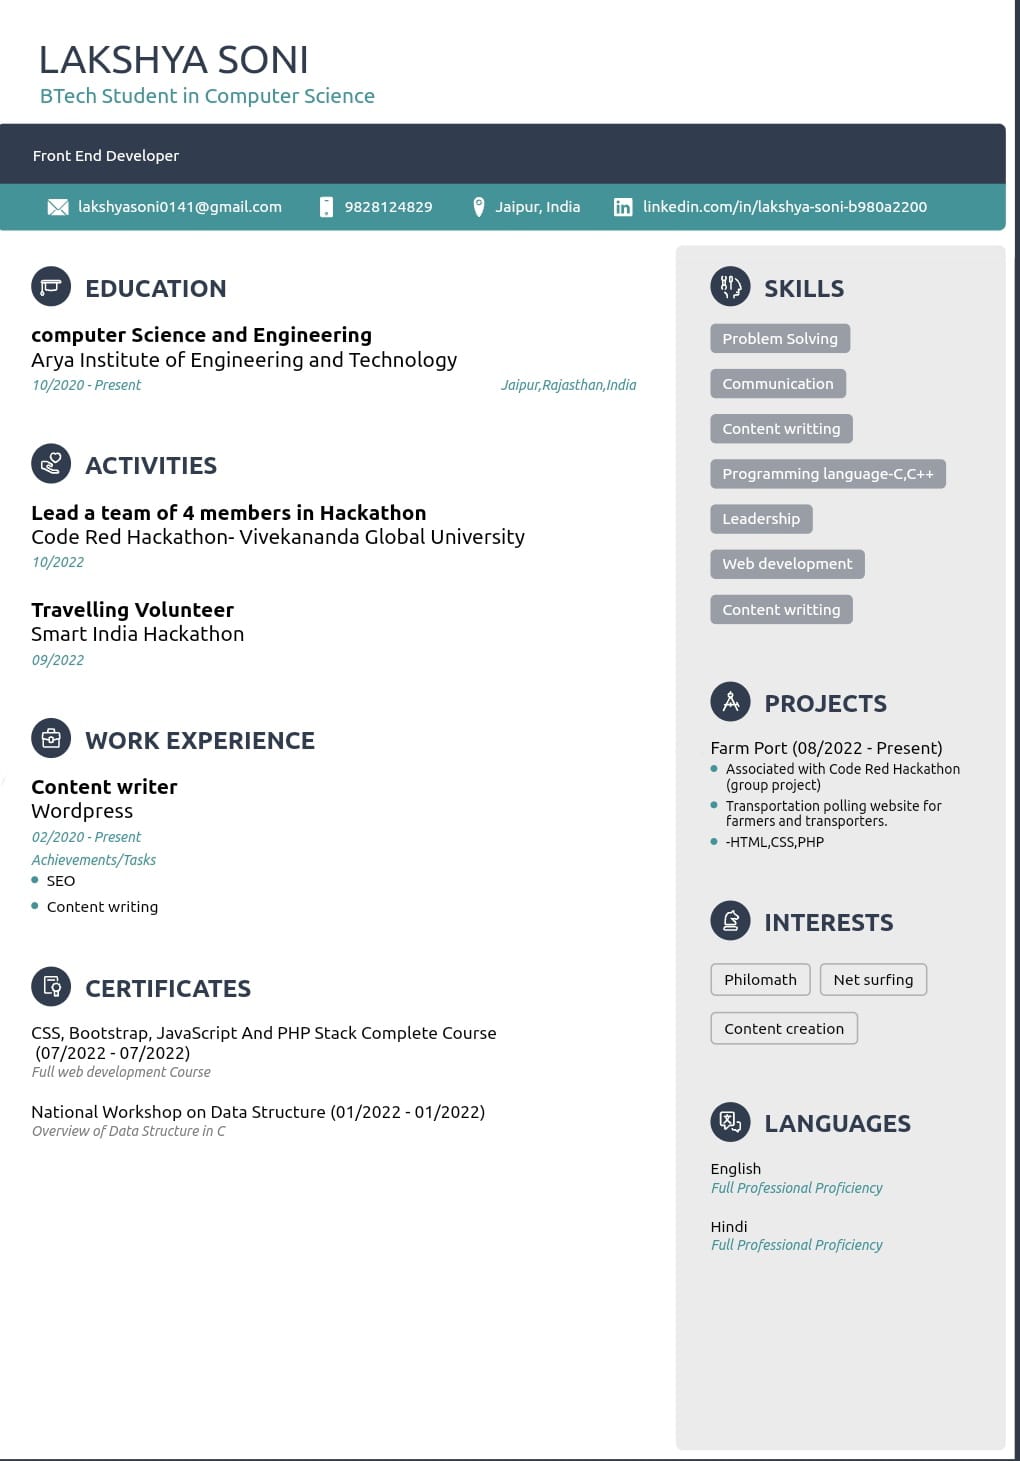 LAKSHYA SONI
BTech Student in Computer Science
Front End Developer
lakshyasoni0141@gmail.com 9828124829 Jaipur, India linkedin.com/in/lakshya-soni-b980a2200
EDUCATION
computer Science and Engineering
Arya Institute of Engineering and Technology
10/2020 - Present Jaipur,Rajasthan,India
ACTIVITIES
Lead a team of 4 members in Hackathon
Code Red Hackathon- Vivekananda Global University
10/2022
Travelling Volunteer
Smart India Hackathon
09/2022
WORK EXPERIENCE
Content writer
Wordpress
02/2020 - Present
Achievements/Tasks
SEO
Content writing
CERTIFICATES
CSS, Bootstrap, JavaScript And PHP Stack Complete Course
(07/2022 - 07/2022)
Full web development Course
National Workshop on Data Structure (01/2022 - 01/2022)
Overview of Data Structure in C
SKILLS
Problem Solving
Communication
Content writting
Programming language-C,C++
Leadership
Web development
Content writting
PROJECTS
Farm Port (08/2022 - Present)
Associated with Code Red Hackathon
(group project)
Transportation polling website for
farmers and transporters.
-HTML,CSS,PHP
INTERESTS
Philomath Net surfing
Content creation
LANGUAGES
English
Full Professional Proficiency
Hindi
Full Professional Proficiency